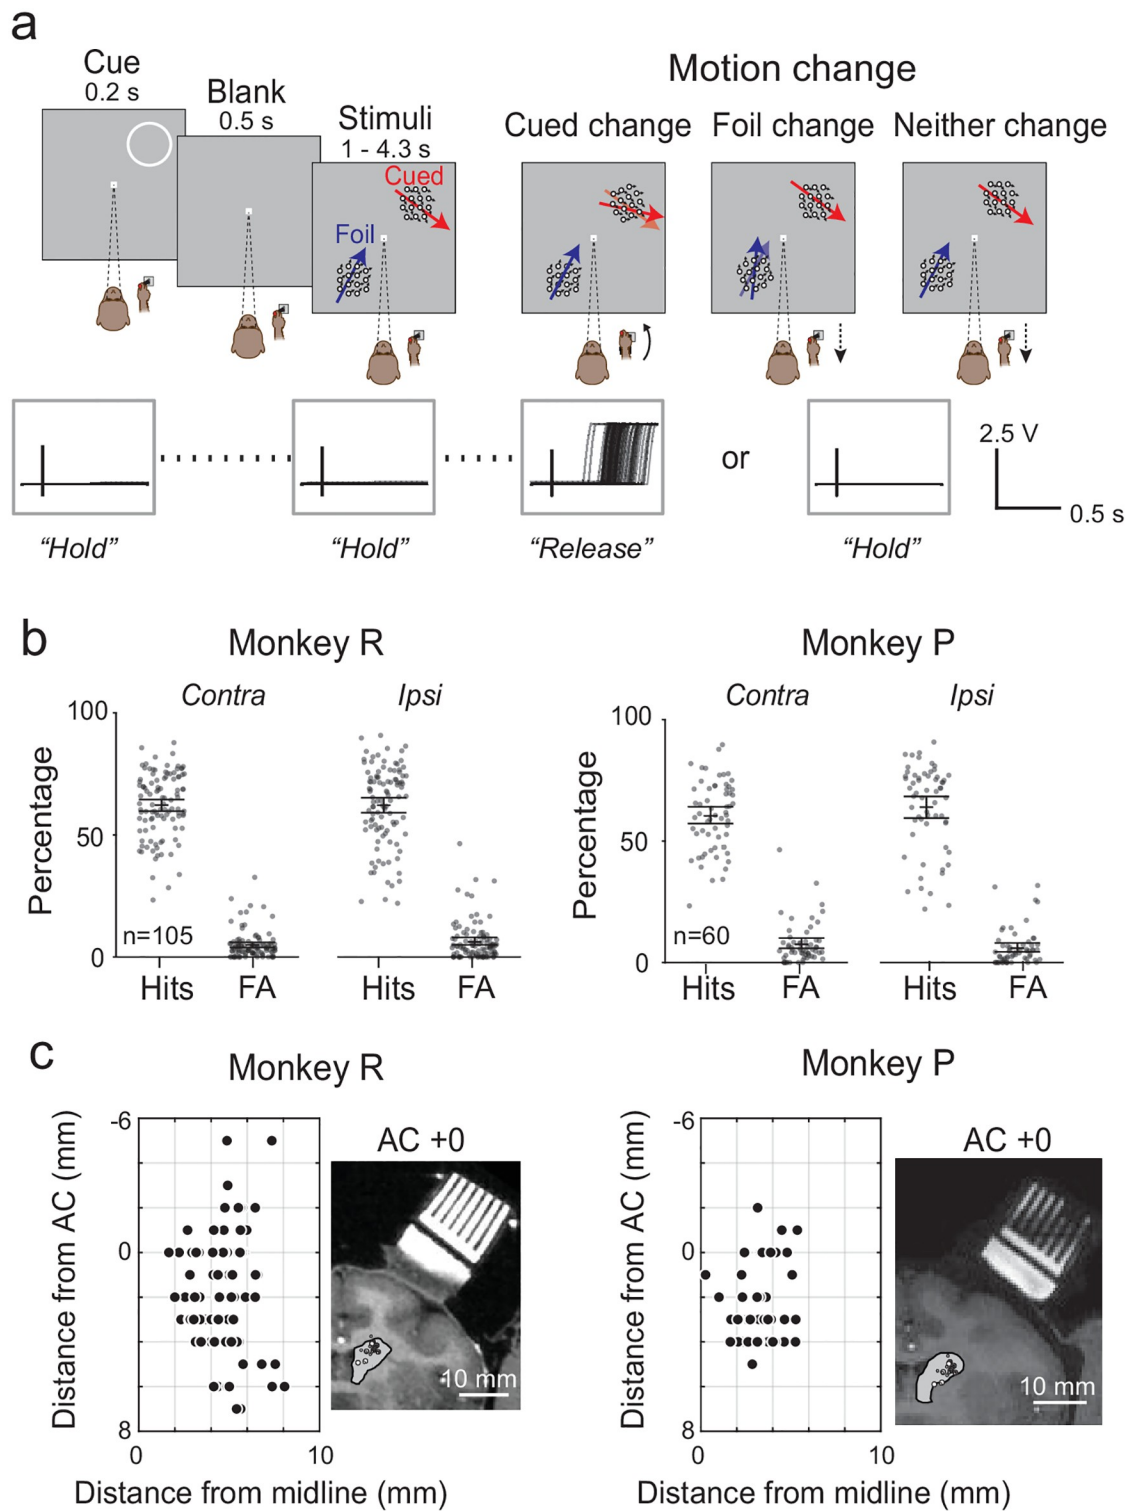 a
Cue
0.2 s
Blank
0.5 s
Stimuli
1 - 4.3 s
Cued
Foil
Motion change
Cued change
Foil change
Neither change
or
2.5 V
0.5 s
“Hold”
“Hold”
“Release”
“Hold”
b
Monkey R
Monkey P
Contra
Ipsi
Contra
Ipsi
100
50
0
Percentage
n=105
Hits
FA
Hits
FA
100
50
0
Percentage
n=60
Hits
FA
Hits
FA
c
Monkey R
Monkey P
-6
0
8
Distance from AC (mm)
0
10
Distance from midline (mm)
AC +0
10 mm
-6
0
8
Distance from AC (mm)
0
10
Distance from midline (mm)
AC +0
10 mm